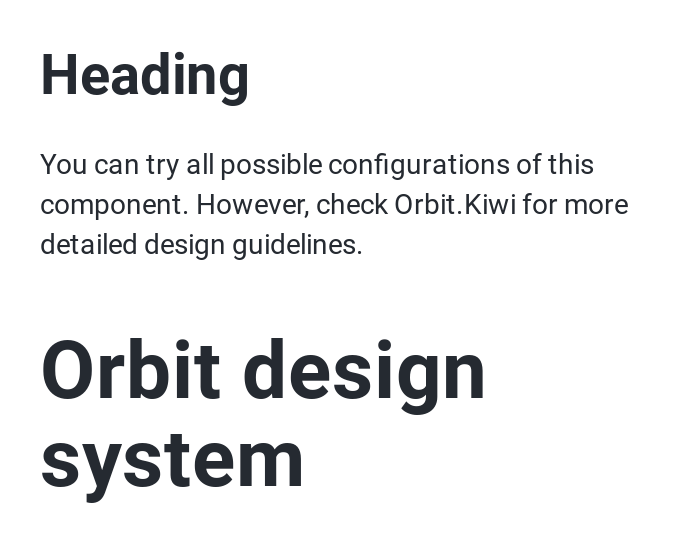 Heading
You can try all possible configurations of this
component. However, check Orbit.Kiwi for more
detailed design guidelines.
Orbit design
system